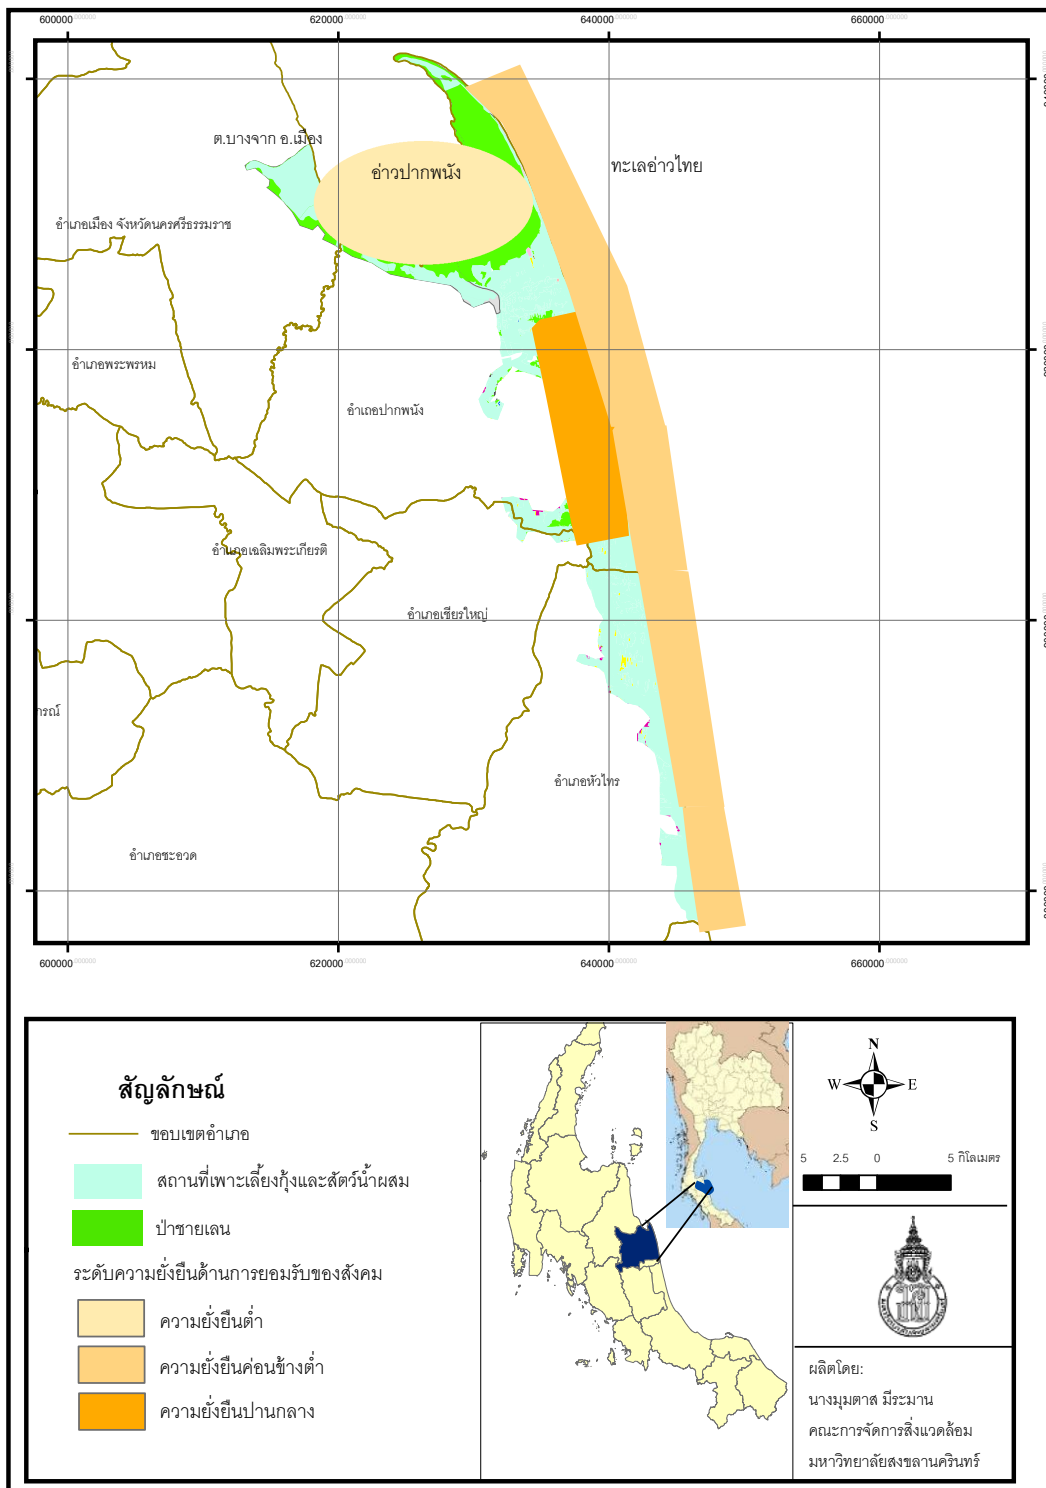 600000 620000 640000 660000
ต.บางจาก อ.เมือง
อ่าวปากพนัง
ทะเลอ่าวไทย
อำเภอเมือง จังหวัดนครศรีธรรมราช
อำเภอพระพรหม
อำเถอปากพนัง
อำเภอเฉลิมพระเกียรติ
อำเภอเชียรใหญ่
ารณ์
อำเภอหัวไทร
อำเภอชะอวด
600000 620000 640000 660000
สัญลักษณ์
ขอบเขตอำเภอ
สถานที่เพาะเลี้ยงกุ้งและสัตว์น้ำผสม
ป่าชายเลน
ระดับความยั่งยืนด้านการยอมรับของสังคม
ความยั่งยืนต่ำ
ความยั่งยืนค่อนข้างต่ำ
ความยั่งยืนปานกลาง
N
W E
S
5 2.5 0 5 กิโลเมตร
ผลิตโดย:
นางมุมตาส มีระมาน
คณะการจัดการสิ่งแวดล้อม
มหาวิทยาลัยสงขลานครินทร์